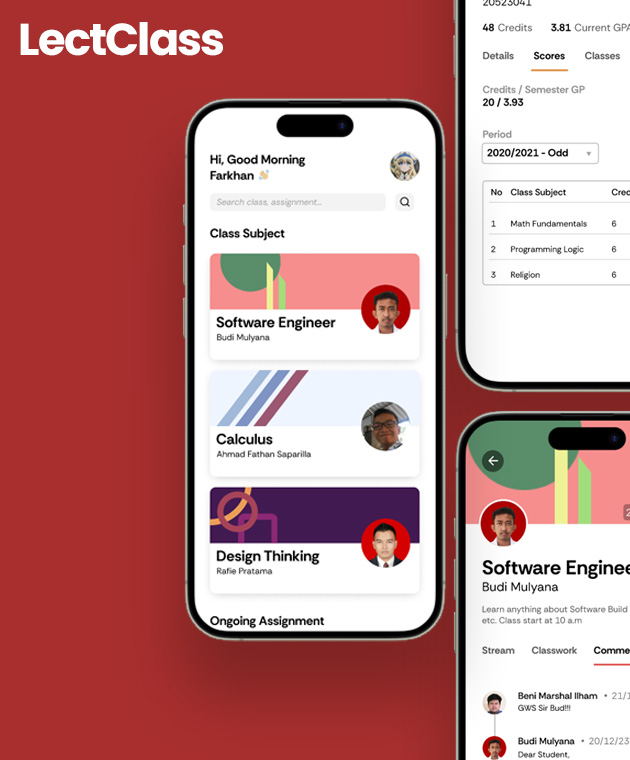 LectClass
Hi, Good Morning
Farkhan 👋
Search class, assignment...
Class Subject
Software Engineer
Budi Mulyana
Calculus
Ahmad Fathan Saparilla
Design Thinking
Rafie Pratama
Ongoing Assignment
20523041
48 Credits 3.81 Current GPA
Details Scores Classes
Credits / Semester GP
20 / 3.93
Period
2020/2021 - Odd
No Class Subject Cred
1 Math Fundamentals 6
2 Programming Logic 6
3 Religion 6
Software Enginee
Budi Mulyana
Learn anything about Software Build
etc. Class start at 10 a.m
Stream Classwork Comme
Beni Marshal Ilham • 21/1
GWS Sir Bud!!!
Budi Mulyana • 20/12/23
Dear Student,